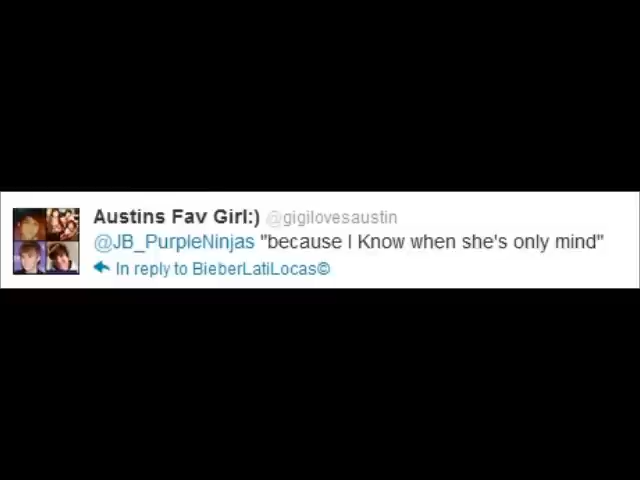 Austins Fav Girl:) @gigilovesaustin
@JB_PurpleNinjas "because I Know when she's only mind"
In reply to BieberLatiLocas©